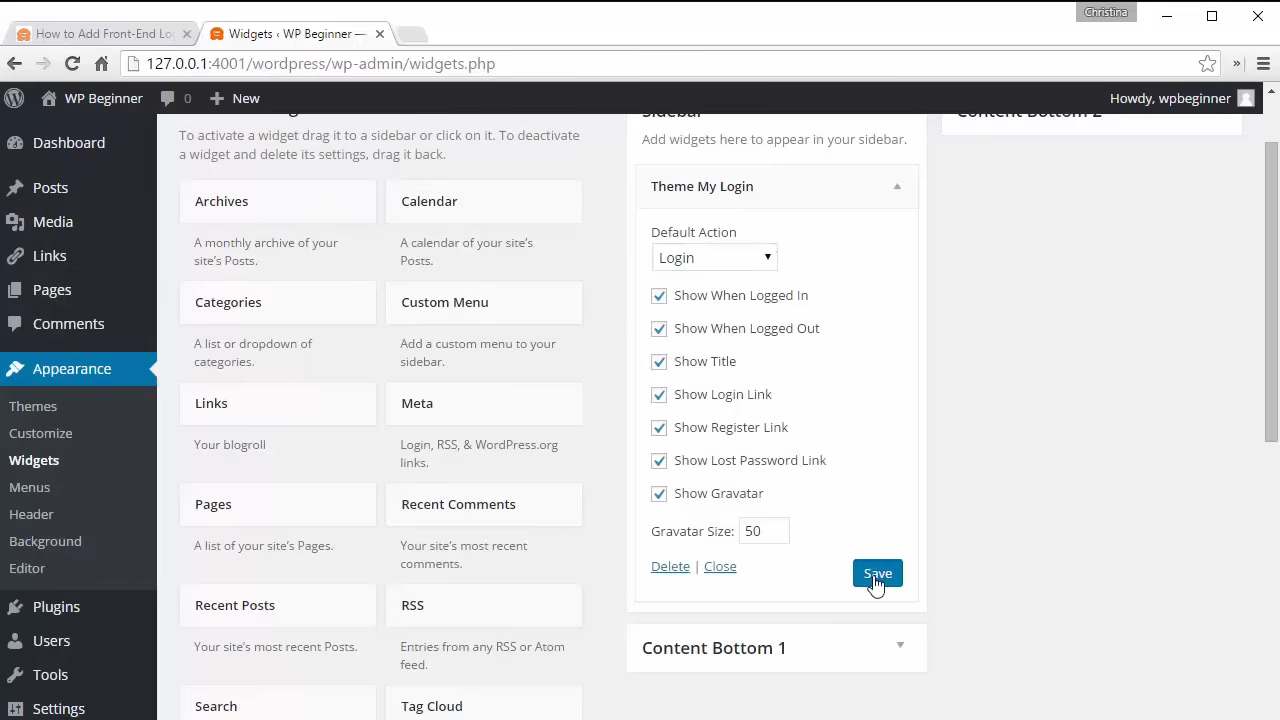 Christina
How to Add Front-End Lo
Widgets ‹ WP Beginner —
127.0.0.1:4001/wordpress/wp-admin/widgets.php
WP Beginner
0
New
Howdy, wpbeginner
Dashboard
Posts
Media
Links
Pages
Comments
Appearance
Themes
Customize
Widgets
Menus
Header
Background
Editor
Plugins
Users
Tools
Settings
To activate a widget drag it to a sidebar or click on it. To deactivate
a widget and delete its settings, drag it back.
Archives
A monthly archive of your
site's Posts.
Calendar
A calendar of your site's
Posts.
Categories
A list or dropdown of
categories.
Custom Menu
Add a custom menu to your
sidebar.
Links
Your blogroll
Meta
Login, RSS, & WordPress.org
links.
Pages
A list of your site's Pages.
Recent Comments
Your site's most recent
comments.
Recent Posts
Your site's most recent Posts.
RSS
Entries from any RSS or Atom
feed.
Search
Tag Cloud
Sidebar
Add widgets here to appear in your sidebar.
Theme My Login
Default Action
Login
Show When Logged In
Show When Logged Out
Show Title
Show Login Link
Show Register Link
Show Lost Password Link
Show Gravatar
Gravatar Size: 50
Delete | Close
Save
Content Bottom 1
Content Bottom 2